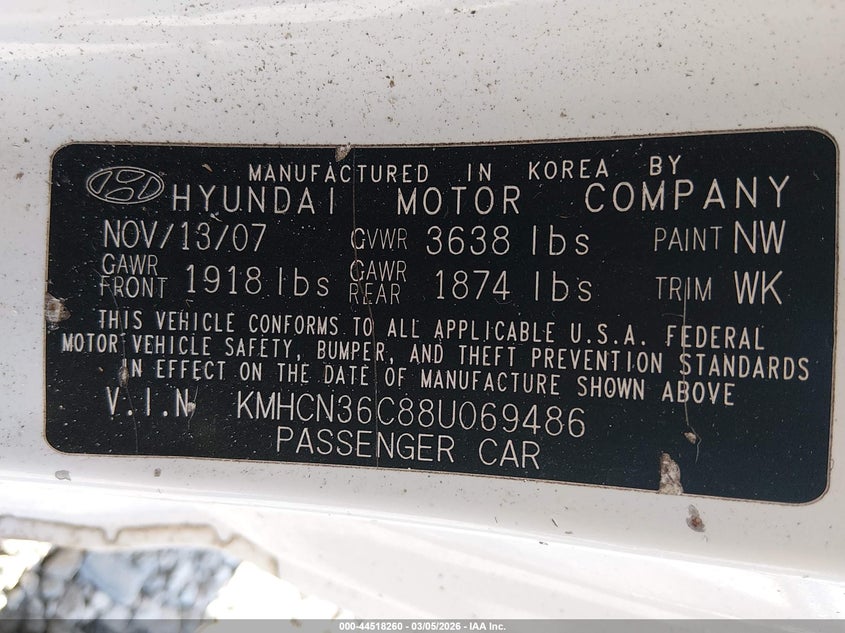 MANUFACTURED IN KOREA BY
HYUNDAI MOTOR COMPANY
NOV/13/07 GVWR 3638 lbs PAINT NW
GAWR FRONT 1918 lbs GAWR REAR 1874 lbs TRIM WK
THIS VEHICLE CONFORMS TO ALL APPLICABLE U.S.A. FEDERAL
MOTOR VEHICLE SAFETY, BUMPER, AND THEFT PREVENTION STANDARDS
IN EFFECT ON THE DATE OF MANUFACTURE SHOWN ABOVE
V.I.N. KMHCN36C88U069486
PASSENGER CAR
000-44518260 - 03/05/2026 - IAA Inc.